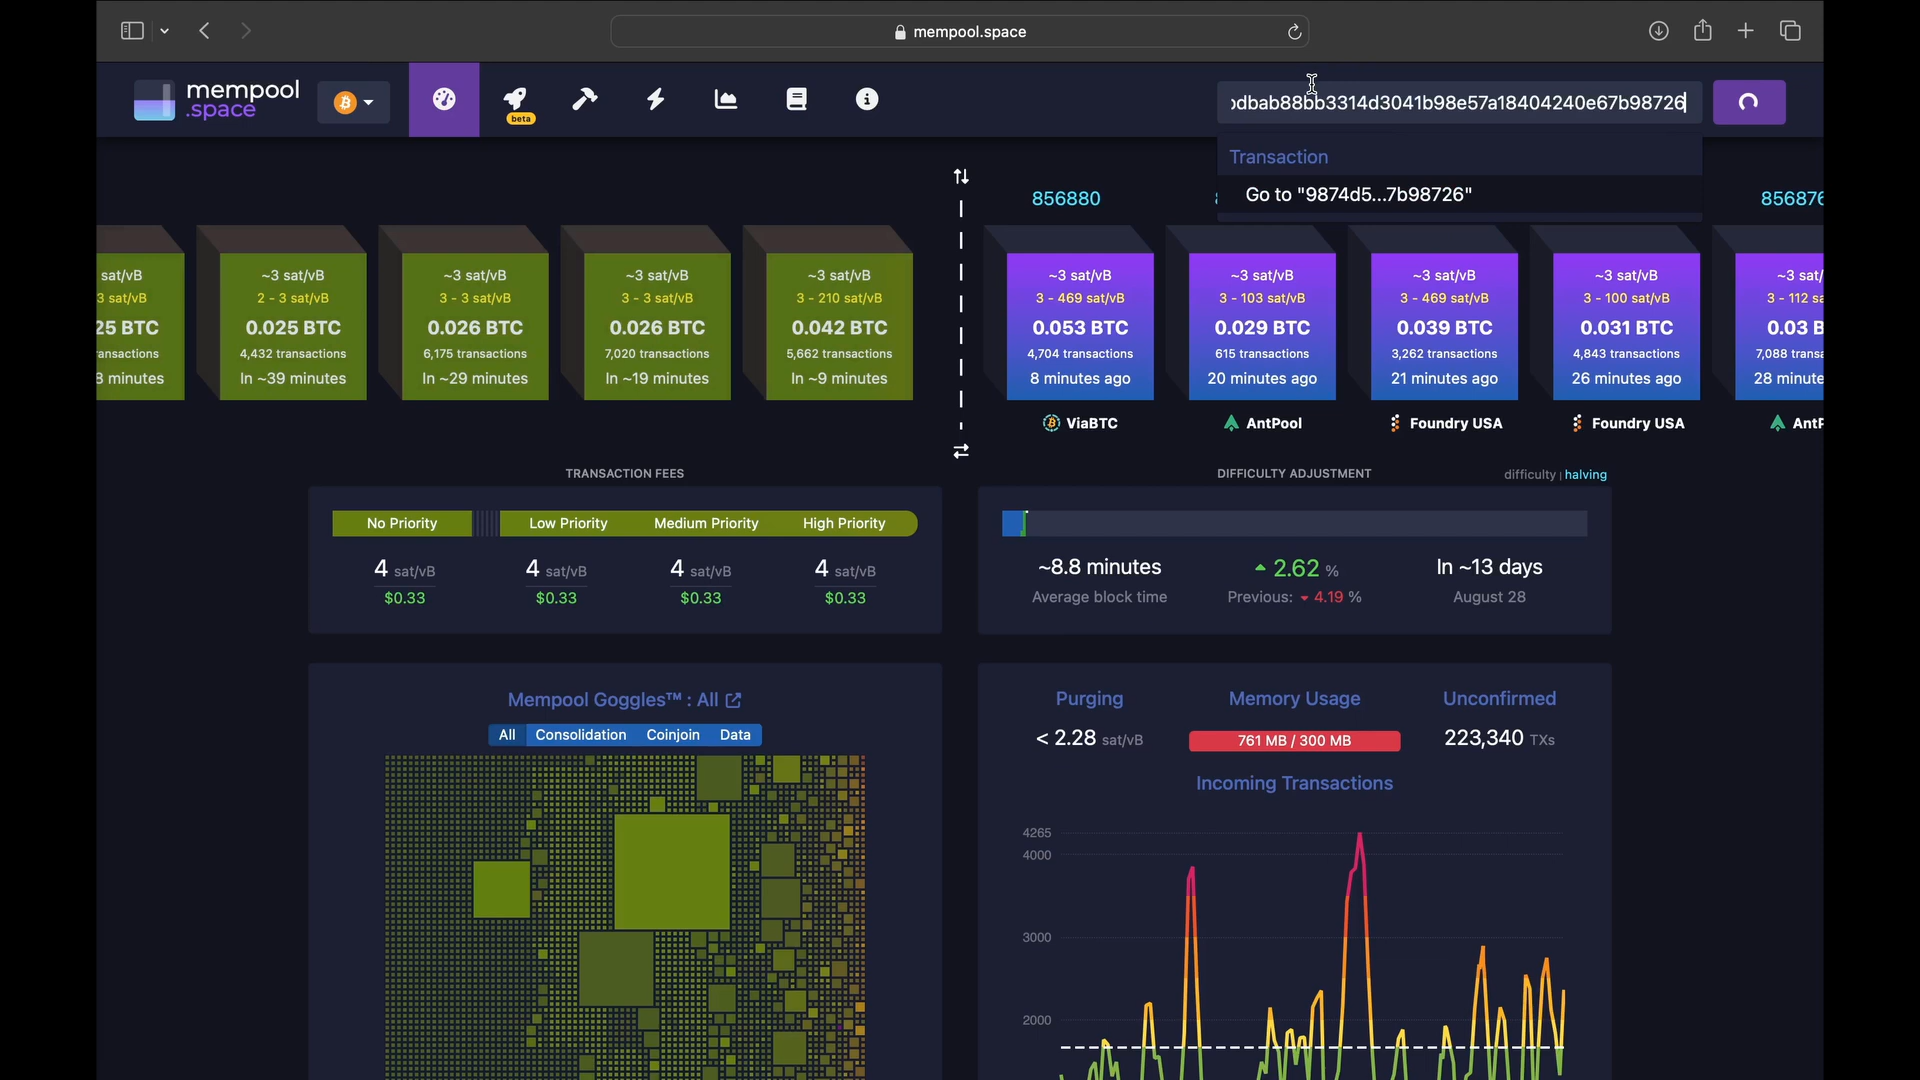 mempool.space
mempool
.space
beta
dbab88bb3314d3041b98e57a18404240e67b98726
Transaction
Go to "9874d5...7b98726"
856880
856876
sat/vB
3 sat/vB
25 BTC
ansactions
8 minutes
~3 sat/vB
2 - 3 sat/vB
0.025 BTC
4,432 transactions
In ~39 minutes
~3 sat/vB
3 - 3 sat/vB
0.026 BTC
6,175 transactions
In ~29 minutes
~3 sat/vB
3 - 3 sat/vB
0.026 BTC
7,020 transactions
In ~19 minutes
~3 sat/vB
3 - 210 sat/vB
0.042 BTC
5,662 transactions
In ~9 minutes
~3 sat/vB
3 - 469 sat/vB
0.053 BTC
4,704 transactions
8 minutes ago
ViaBTC
~3 sat/vB
3 - 103 sat/vB
0.029 BTC
615 transactions
20 minutes ago
AntPool
~3 sat/vB
3 - 469 sat/vB
0.039 BTC
3,262 transactions
21 minutes ago
Foundry USA
~3 sat/vB
3 - 100 sat/vB
0.031 BTC
4,843 transactions
26 minutes ago
Foundry USA
~3 sat/
3 - 112 sa
0.03 B
7,088 transa
28 minute
AntP
TRANSACTION FEES
No Priority Low Priority Medium Priority High Priority
4 sat/vB 4 sat/vB 4 sat/vB 4 sat/vB
$0.33 $0.33 $0.33 $0.33
DIFFICULTY ADJUSTMENT
difficulty | halving
~8.8 minutes 2.62 % In ~13 days
Average block time Previous: 4.19 % August 28
Mempool Goggles™ : All
All Consolidation Coinjoin Data
Purging Memory Usage Unconfirmed
< 2.28 sat/vB 761 MB / 300 MB 223,340 TXs
Incoming Transactions
4265
4000
3000
2000